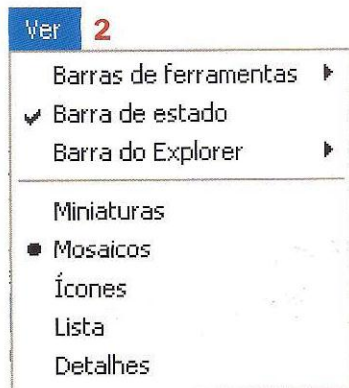 Ver 2
Barras de ferramentas
Barra de estado
Barra do Explorer
Miniaturas
Mosaicos
Ícones
Lista
Detalhes